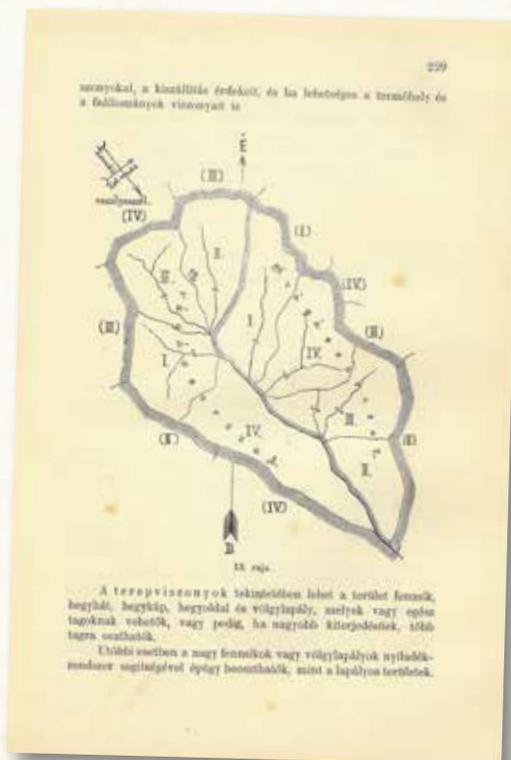 259
szonyokat, a kiszállítás érdekeit, és ha lehetséges a termőhely és
a faállományok viszonyait is
É
(III)
veszélyeszt.
(IV)
(I)
I.
II.
(IV)
(III)
I.
(II)
I.
IV.
III.
(II)
(II)
IV.
II.
(IV)
D
13. rajz.
A terepviszonyok tekintetében lehet a terület fennsík,
hegyhát, hegykúp, hegyoldal és völgylapály, melyek vagy egész
tagoknak vehetők, vagy pedig, ha nagyobb kiterjedésűek, több
tagra oszthatók.
Utóbbi esetben a nagy fennsíkok vagy völgylapályok nyiladék-
rendszer segítségével épúgy beoszthatók, mint a lapályos területek.